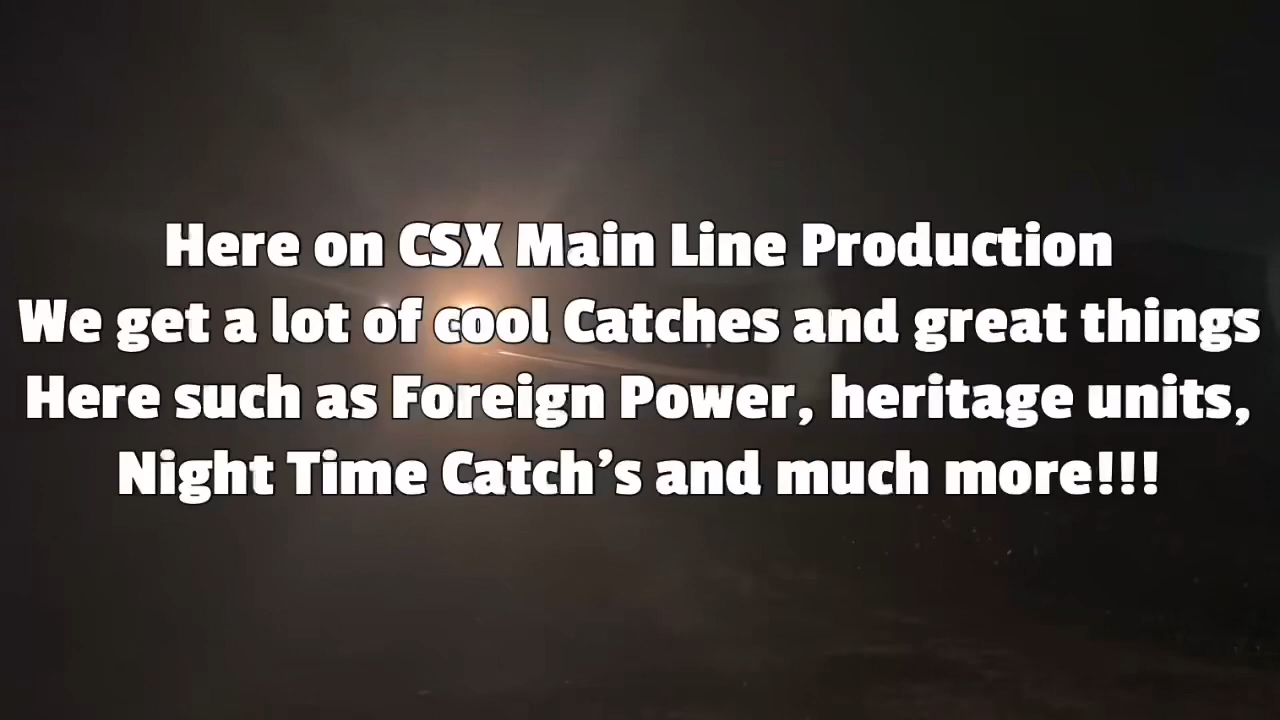 Here on CSX Main Line Production
We get a lot of cool Catches and great things
Here such as Foreign Power, heritage units,
Night Time Catch’s and much more!!!